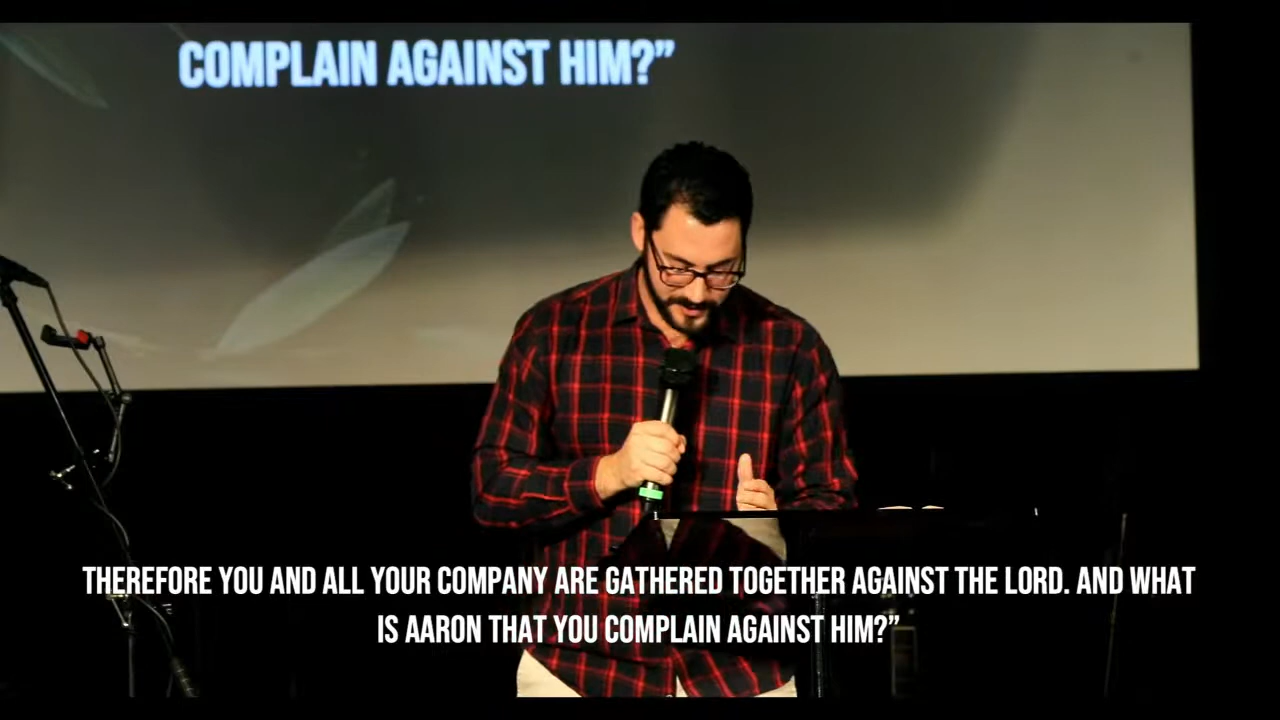 COMPLAIN AGAINST HIM?”
THEREFORE YOU AND ALL YOUR COMPANY ARE GATHERED TOGETHER AGAINST THE LORD. AND WHAT
IS AARON THAT YOU COMPLAIN AGAINST HIM?”